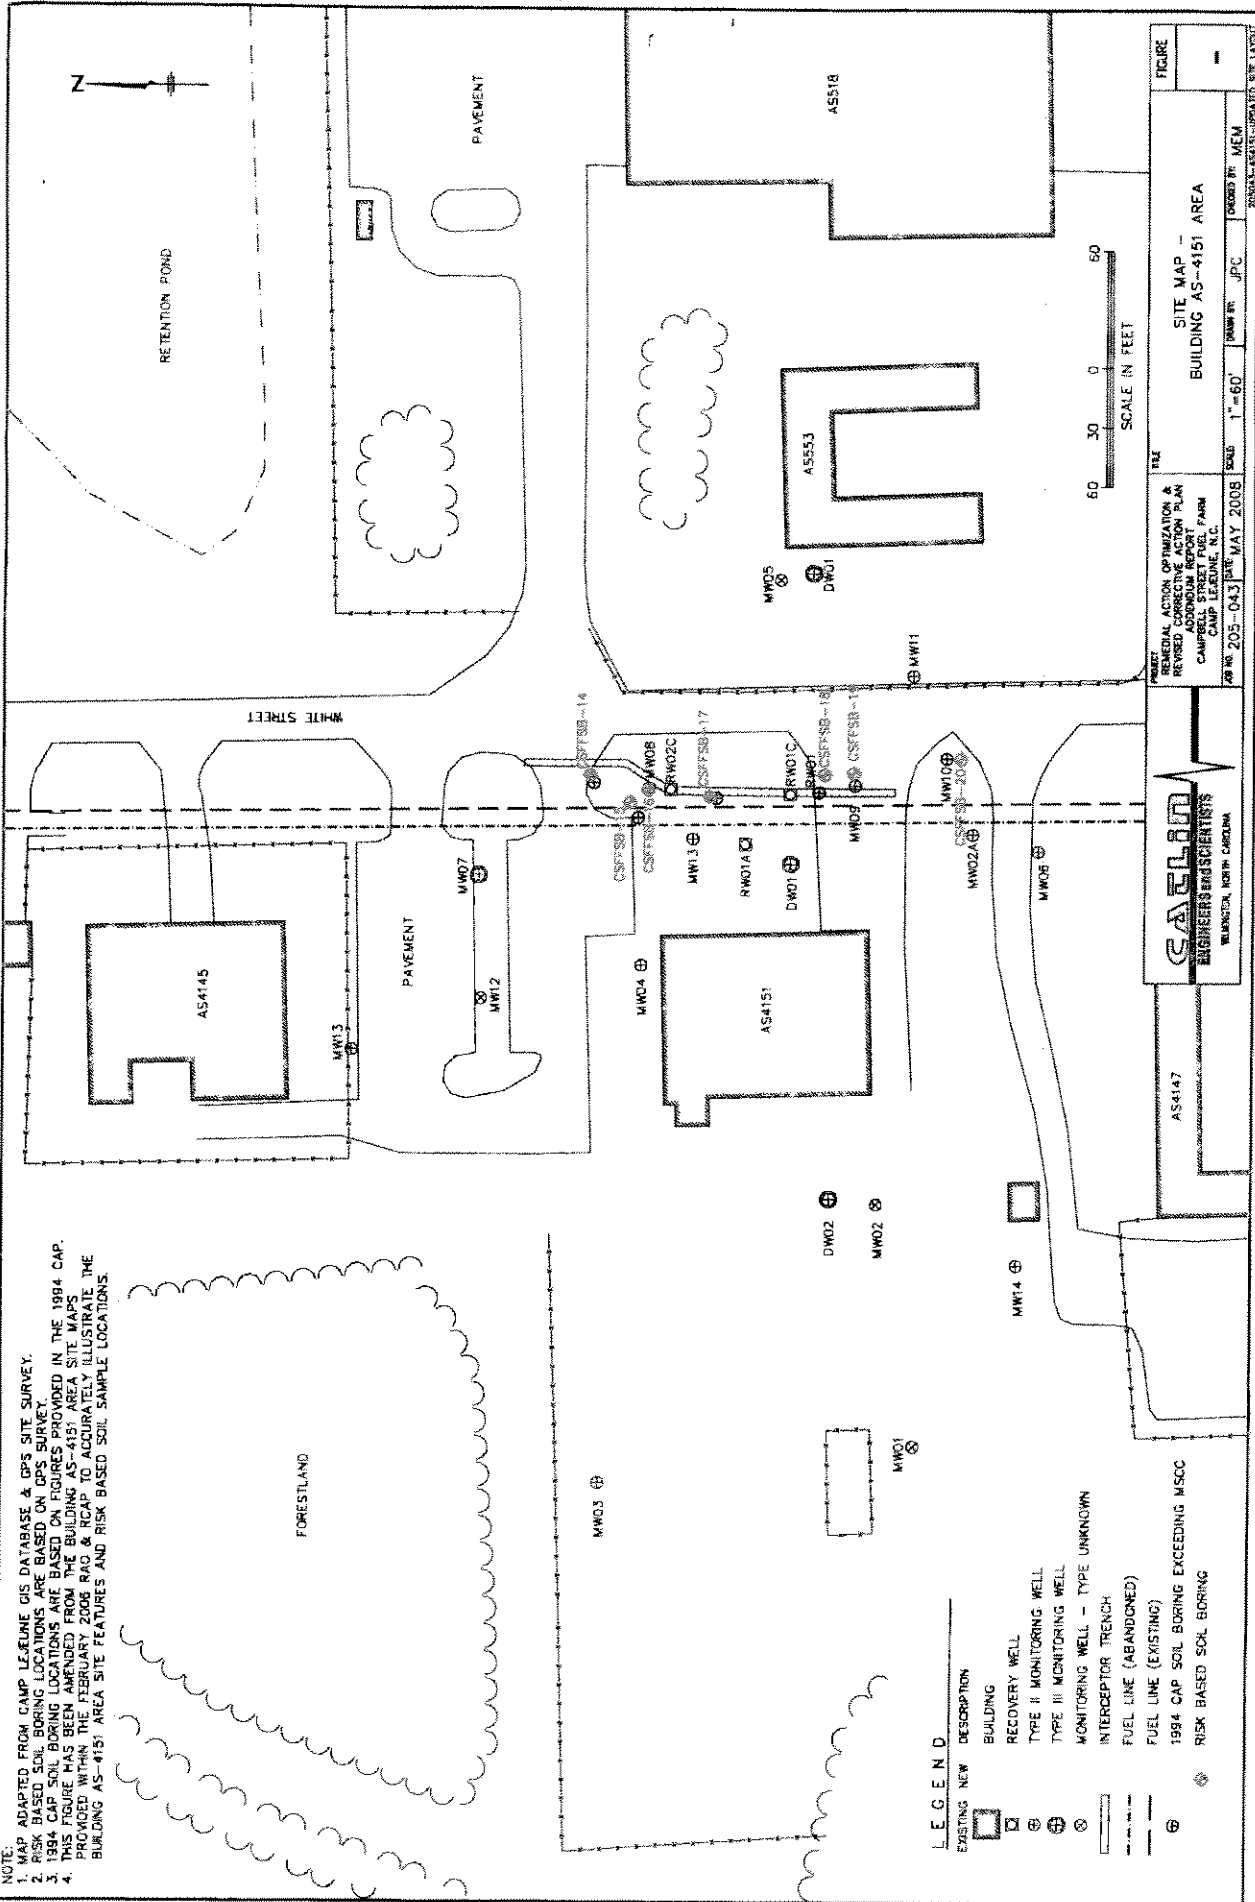 NOTE:
1. MAP ADAPTED FROM CAMP LEJEUNE GIS DATABASE & GPS SITE SURVEY.
2. RISK BASED SOIL BORING LOCATIONS ARE BASED ON GPS SURVEY.
3. 1994 CAP SOIL BORING LOCATIONS ARE BASED ON FIGURES PROVIDED IN THE 1994 CAP.
4. THIS FIGURE HAS BEEN AMENDED FROM THE BUILDING AS-4151 AREA SITE MAPS
PROVIDED WITHIN THE FEBRUARY 2006 RAO & RCAP TO ACCURATELY ILLUSTRATE THE
BUILDING AS-4151 AREA SITE FEATURES AND RISK BASED SOIL SAMPLE LOCATIONS.
N
RETENTION POND
PAVEMENT
WHITE STREET
AS4145
MW13
PAVEMENT
MW07
MW12
FORESTLAND
CSFFSB-14
MW08
RW02C
CSFFSB-17
MW13
RW01A
RW01C
RW01
CSFFSB-18
CSFFSB-19
DW01
MW09
MW04
AS4151
MW03
MW05
DW01
AS553
AS518
MW11
MW10
CSFFSB-20
MW02A
MW06
DW02
MW02
MW14
MW01
AS4147
60 30 0 60
SCALE IN FEET
LEGEND
EXISTING NEW DESCRIPTION
BUILDING
RECOVERY WELL
TYPE II MONITORING WELL
TYPE III MONITORING WELL
MONITORING WELL - TYPE UNKNOWN
INTERCEPTOR TRENCH
FUEL LINE (ABANDONED)
FUEL LINE (EXISTING)
1994 CAP SOIL BORING EXCEEDING MSCC
RISK BASED SOIL BORING
CATLIN
ENGINEERS and SCIENTISTS
WILMINGTON, NORTH CAROLINA
PROJECT
REMEDIAL ACTION OPTIMIZATION &
REVISED CORRECTIVE ACTION PLAN
ADDENDUM REPORT
CAMPBELL STREET FUEL FARM
CAMP LEJEUNE, N.C.
TITLE
SITE MAP -
BUILDING AS-4151 AREA
FIGURE
1
JOB NO. 205-043
DATE: MAY 2008
SCALE: 1"=60'
DRAWN BY: JPC
CHECKED BY: MEM